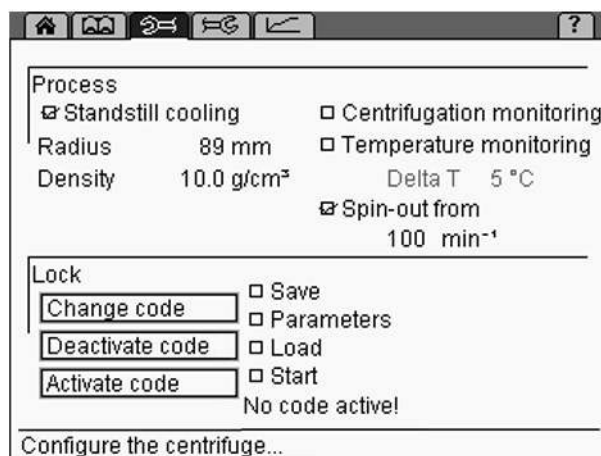 ?
Process
Standstill cooling
Centrifugation monitoring
Radius 89 mm
Temperature monitoring
Density 10.0 g/cm³
Delta T 5 °C
Spin-out from
100 min⁻¹
Lock
Change code
Save
Parameters
Deactivate code
Load
Activate code
Start
No code active!
Configure the centrifuge...